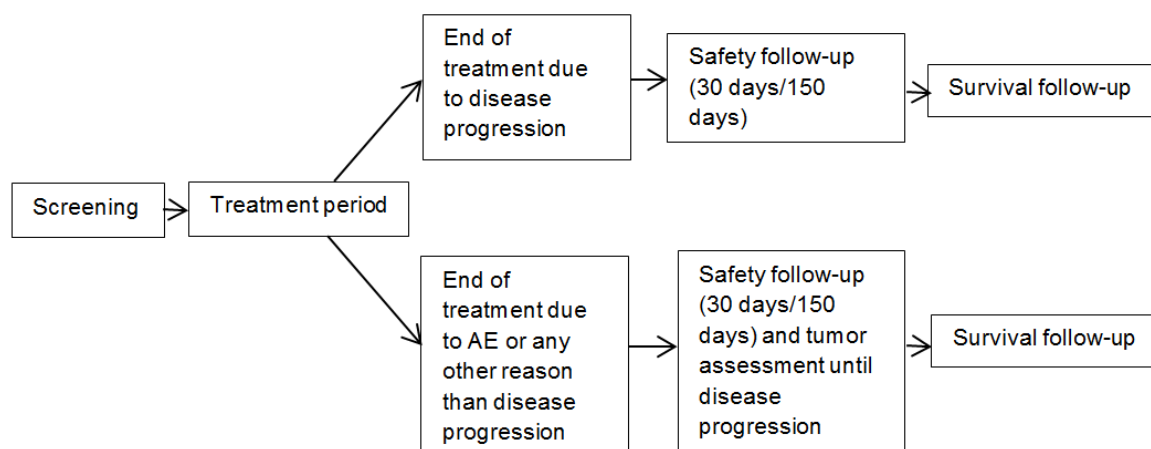 Screening
Treatment period
End of
treatment due
to disease
progression
Safety follow-up
(30 days/150
days)
Survival follow-up
End of
treatment due
to AE or any
other reason
than disease
progression
Safety follow-up
(30 days/150
days) and tumor
assessment until
disease
progression
Survival follow-up